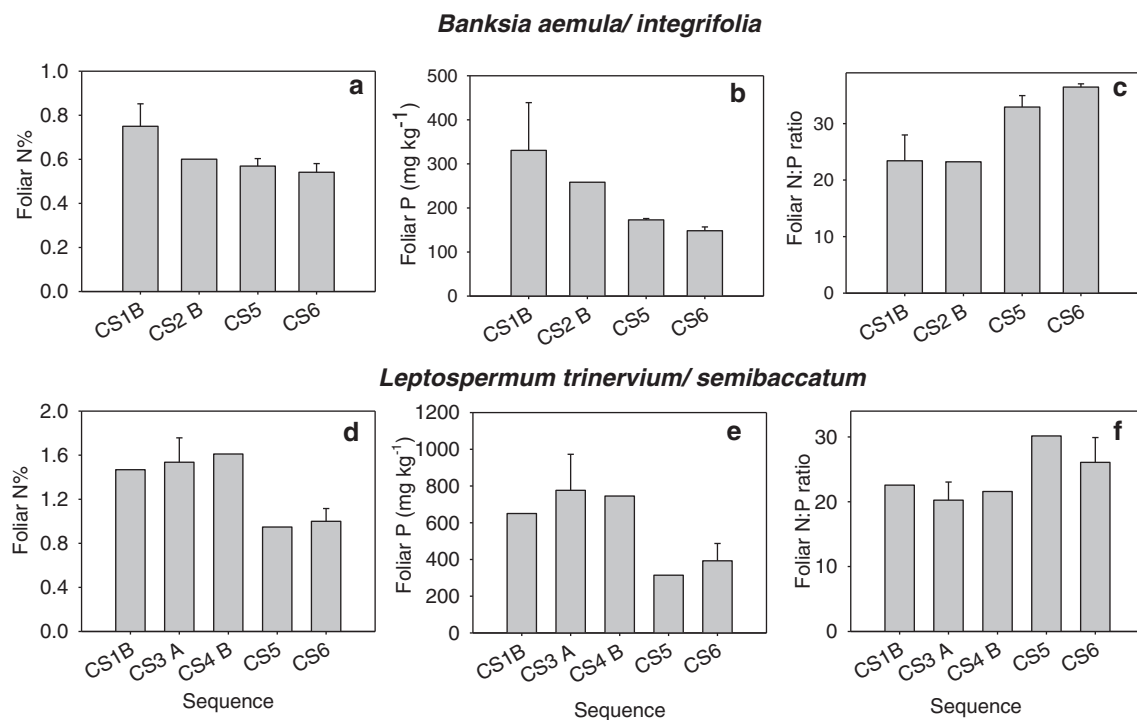 Banksia aemula/ integrifolia
a
Foliar N%
1.0
0.8
0.6
0.4
0.2
0.0
CS1B
CS2 B
CS5
CS6
b
Foliar P (mg kg-1)
500
400
300
200
100
0
CS1B
CS2 B
CS5
CS6
c
Foliar N:P ratio
36
24
12
0
30
20
10
0
CS1B
CS2 B
CS5
CS6
Leptospermum trinervium/ semibaccatum
d
Foliar N%
2.0
1.6
1.2
0.8
0.4
0.0
CS1B
CS3 A
CS4 B
CS5
CS6
Sequence
e
Foliar P (mg kg-1)
1200
1000
800
600
400
200
0
CS1B
CS3 A
CS4 B
CS5
CS6
Sequence
f
Foliar N:P ratio
30
20
10
0
CS1B
CS3 A
CS4 B
CS5
CS6
Sequence